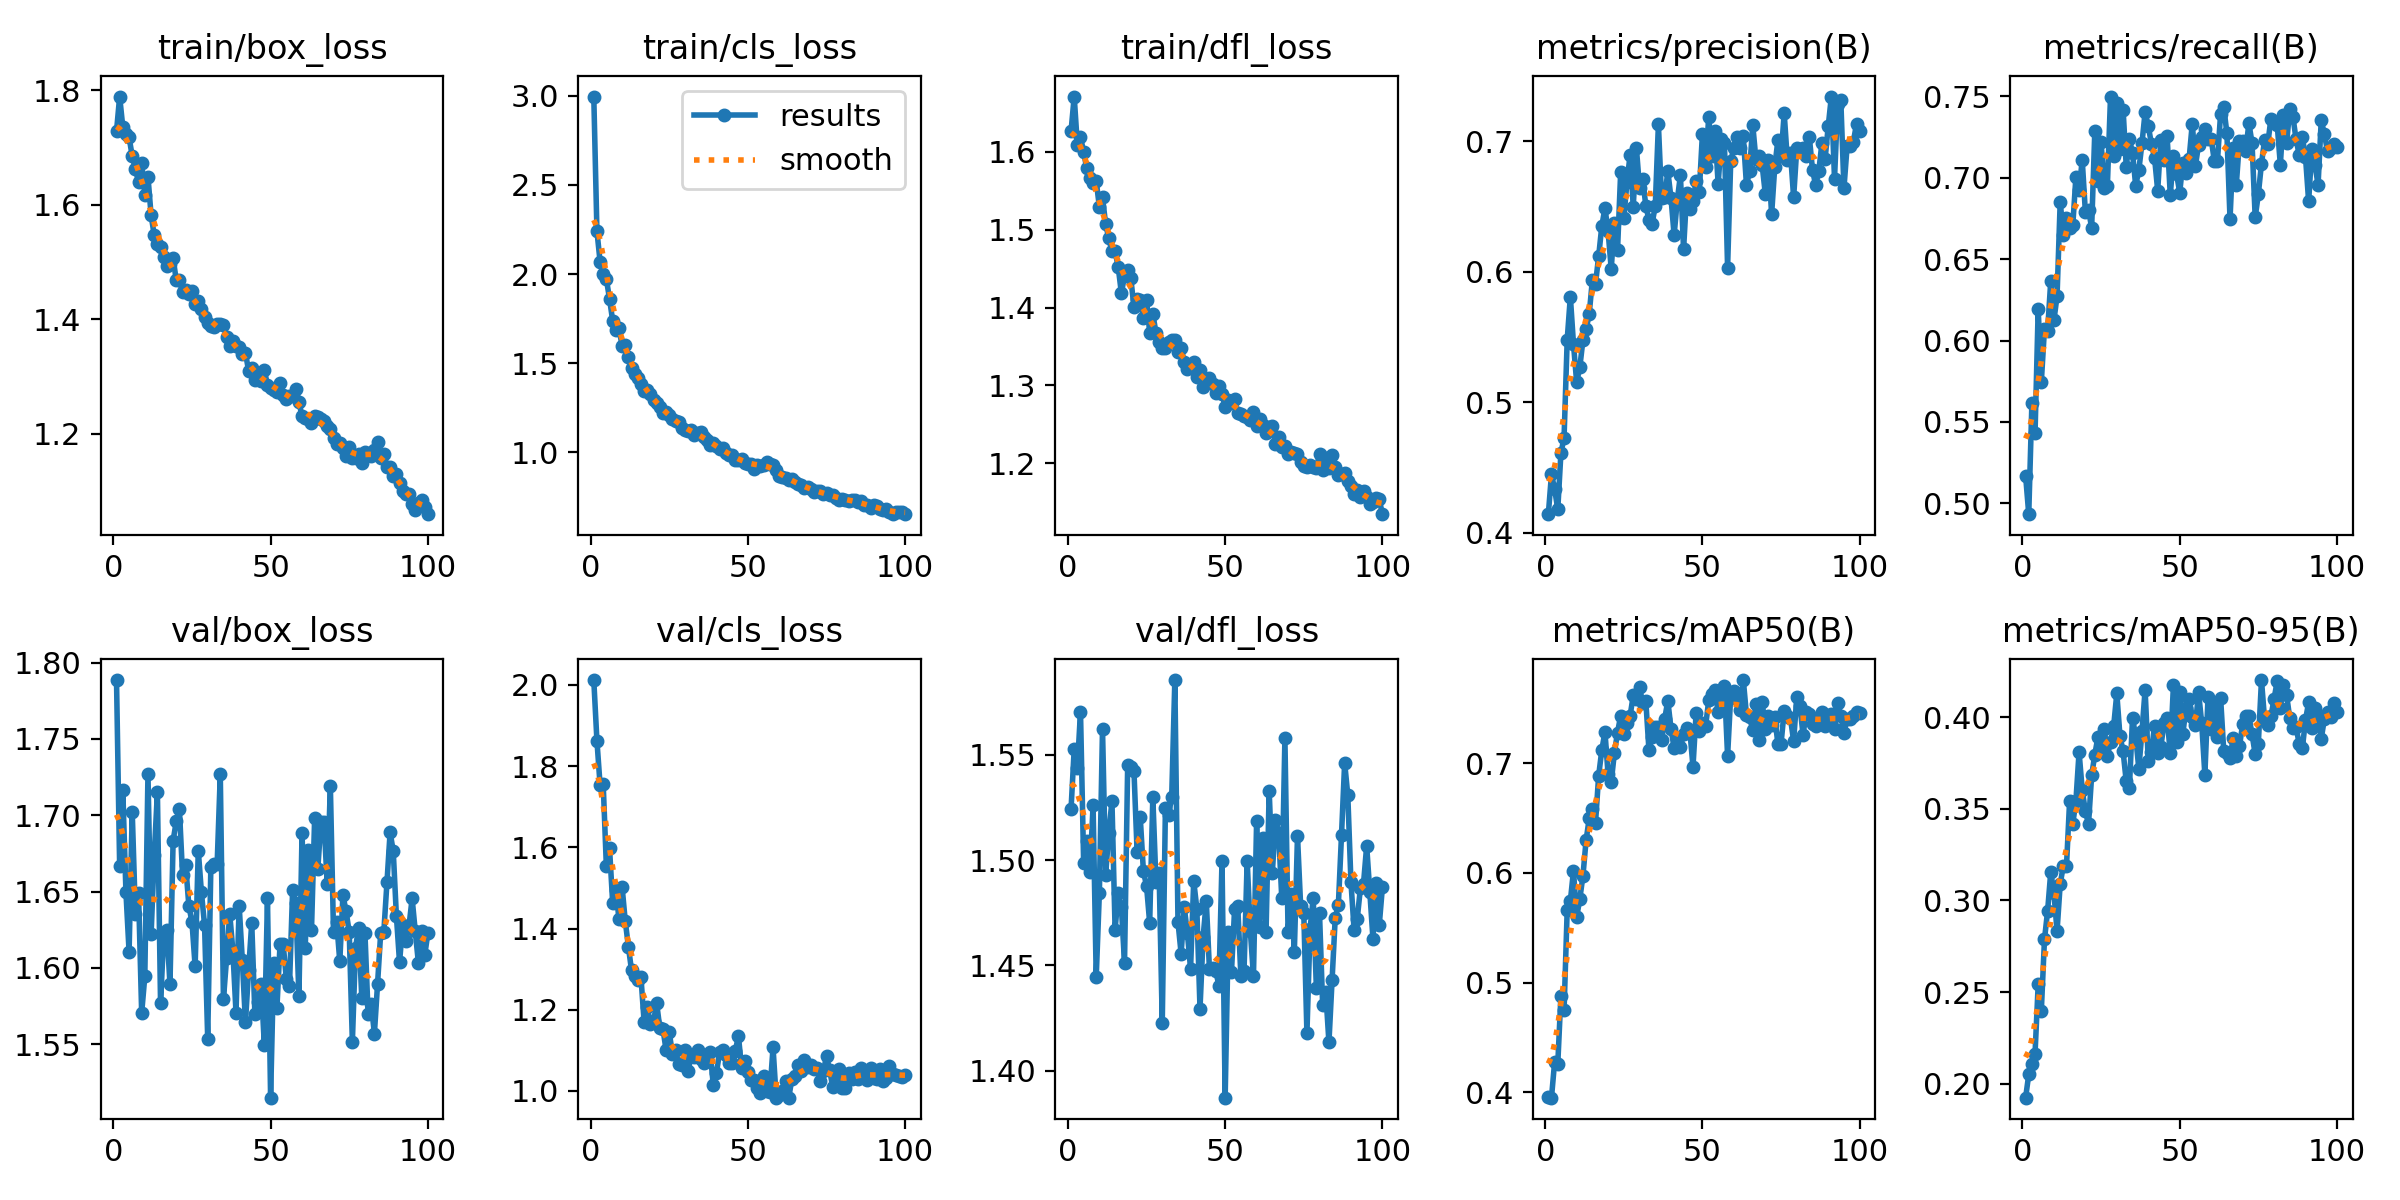 train/box_loss
1.8
1.6
1.4
1.2
0 50 100
train/cls_loss
results
smooth
3.0
2.5
2.0
1.5
1.0
0 50 100
train/dfl_loss
1.6
1.5
1.4
1.3
1.2
0 50 100
metrics/precision(B)
0.7
0.6
0.5
0.4
0 50 100
metrics/recall(B)
0.75
0.70
0.65
0.60
0.55
0.50
0 50 100
val/box_loss
1.80
1.75
1.70
1.65
1.60
1.55
0 50 100
val/cls_loss
2.0
1.8
1.6
1.4
1.2
1.0
0 50 100
val/dfl_loss
1.55
1.50
1.45
1.40
0 50 100
metrics/mAP50(B)
0.7
0.6
0.5
0.4
0 50 100
metrics/mAP50-95(B)
0.40
0.35
0.30
0.25
0.20
0 50 100